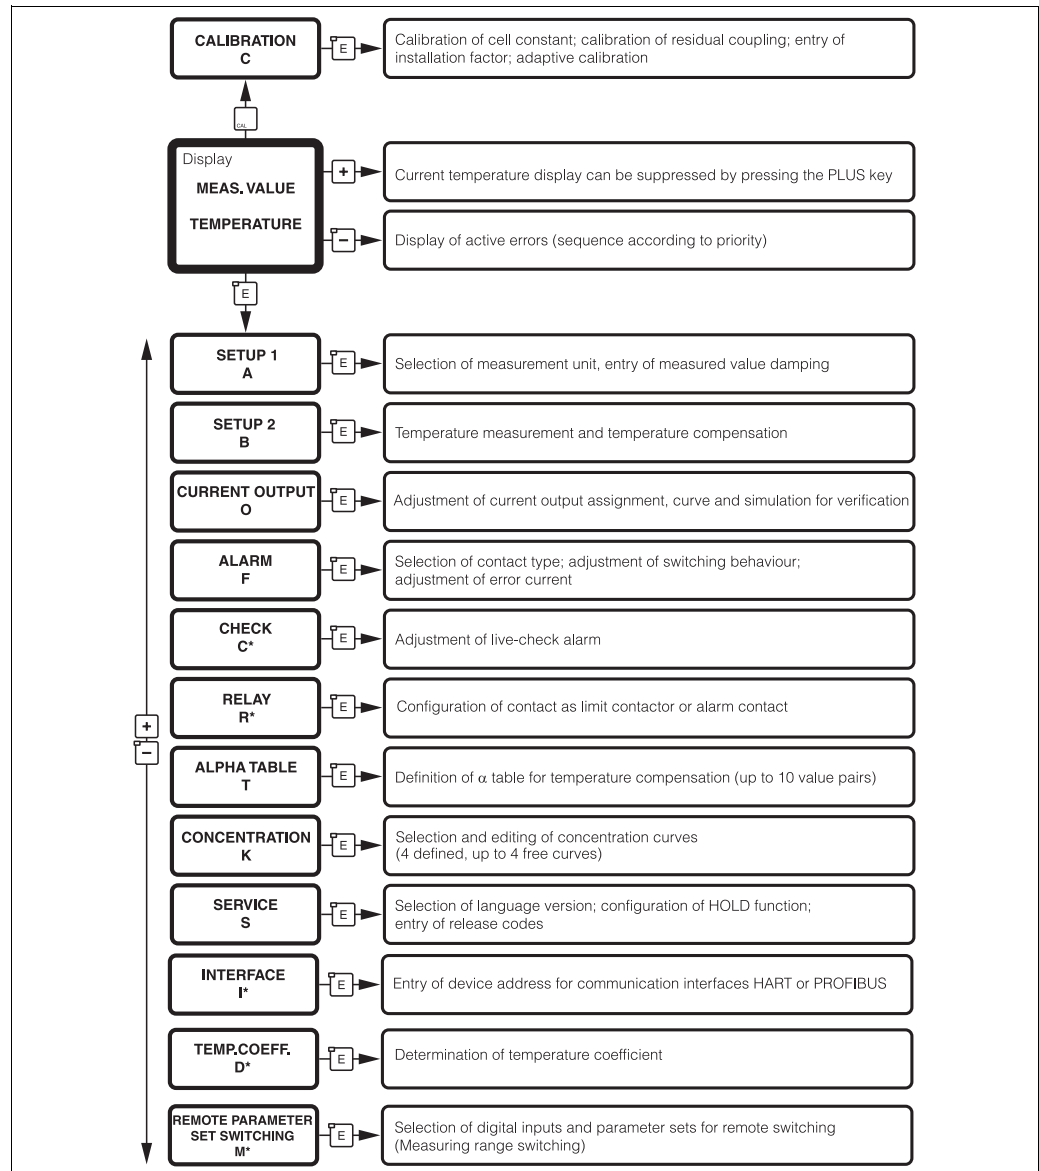 CALIBRATION
C
E
Calibration of cell constant; calibration of residual coupling; entry of
installation factor; adaptive calibration
CAL
Display
MEAS. VALUE
TEMPERATURE
+
Current temperature display can be suppressed by pressing the PLUS key
−
Display of active errors (sequence according to priority)
E
SETUP 1
A
E
Selection of measurement unit, entry of measured value damping
SETUP 2
B
E
Temperature measurement and temperature compensation
CURRENT OUTPUT
O
E
Adjustment of current output assignment, curve and simulation for verification
ALARM
F
E
Selection of contact type; adjustment of switching behaviour;
adjustment of error current
CHECK
C*
E
Adjustment of live-check alarm
RELAY
R*
E
Configuration of contact as limit contactor or alarm contact
+
−
ALPHA TABLE
T
E
Definition of α table for temperature compensation (up to 10 value pairs)
CONCENTRATION
K
E
Selection and editing of concentration curves
(4 defined, up to 4 free curves)
SERVICE
S
E
Selection of language version; configuration of HOLD function;
entry of release codes
INTERFACE
I*
E
Entry of device address for communication interfaces HART or PROFIBUS
TEMP.COEFF.
D*
E
Determination of temperature coefficient
REMOTE PARAMETER
SET SWITCHING
M*
E
Selection of digital inputs and parameter sets for remote switching
(Measuring range switching)